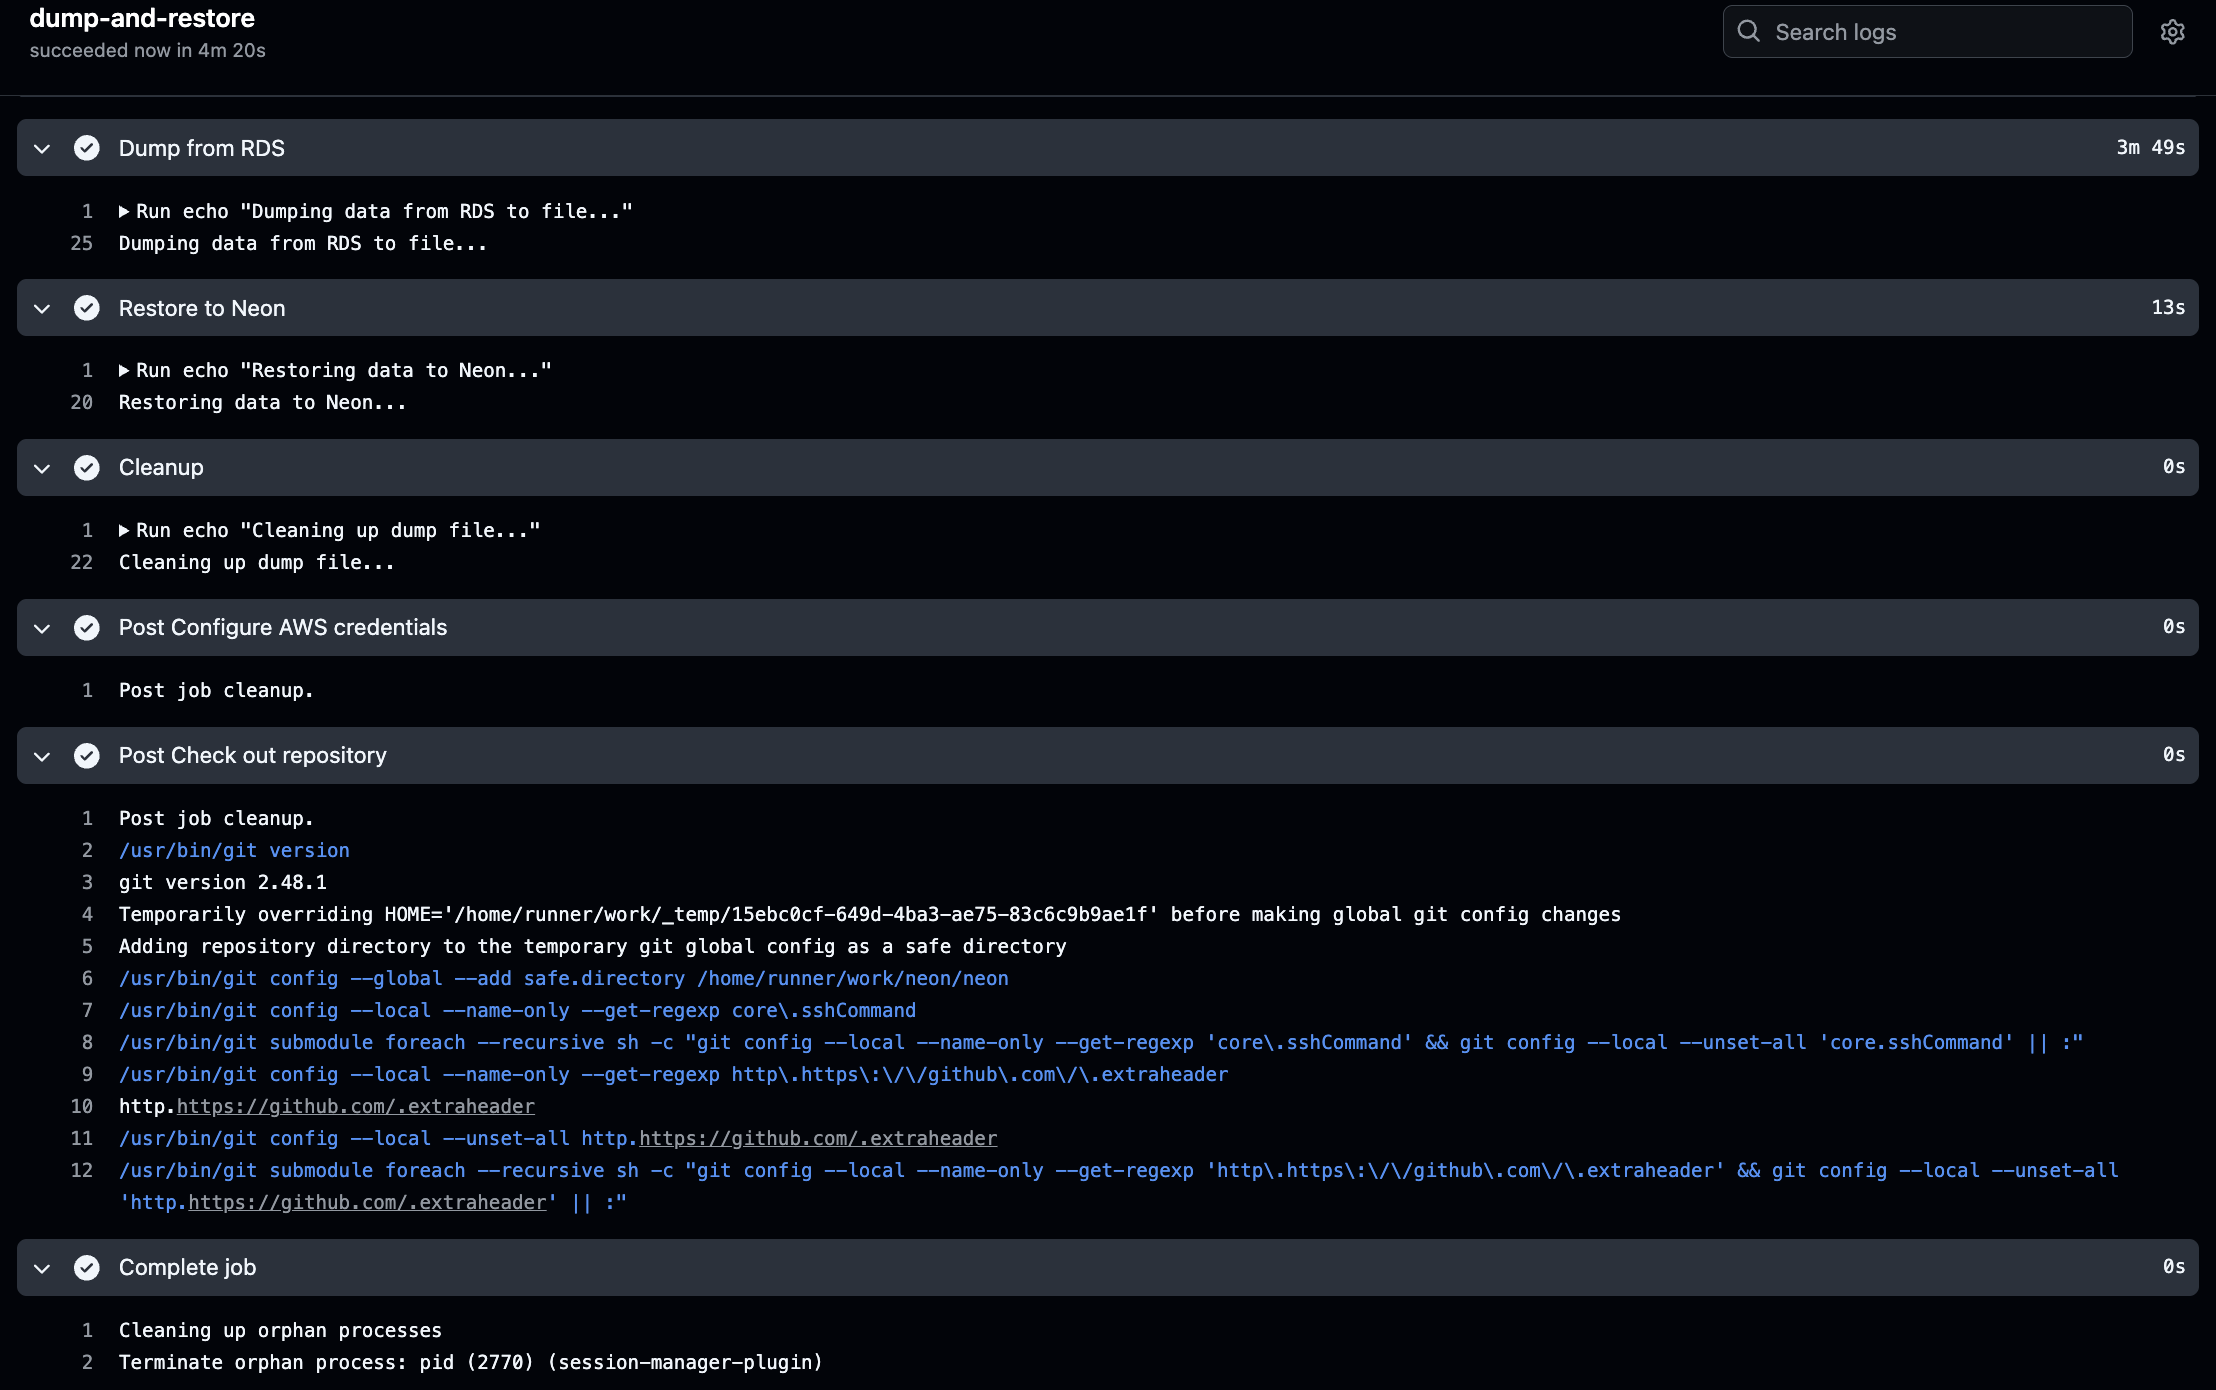 dump-and-restore
succeeded now in 4m 20s
Search logs
Dump from RDS 3m 49s
1 Run echo "Dumping data from RDS to file..."
25 Dumping data from RDS to file...
Restore to Neon 13s
1 Run echo "Restoring data to Neon..."
20 Restoring data to Neon...
Cleanup 0s
1 Run echo "Cleaning up dump file..."
22 Cleaning up dump file...
Post Configure AWS credentials 0s
1 Post job cleanup.
Post Check out repository 0s
1 Post job cleanup.
2 /usr/bin/git version
3 git version 2.48.1
4 Temporarily overriding HOME='/home/runner/work/_temp/15ebc0cf-649d-4ba3-ae75-83c6c9b9ae1f' before making global git config changes
5 Adding repository directory to the temporary git global config as a safe directory
6 /usr/bin/git config --global --add safe.directory /home/runner/work/neon/neon
7 /usr/bin/git config --local --name-only --get-regexp core\.sshCommand
8 /usr/bin/git submodule foreach --recursive sh -c "git config --local --name-only --get-regexp 'core\.sshCommand' && git config --local --unset-all 'core.sshCommand' || :"
9 /usr/bin/git config --local --name-only --get-regexp http\.https\:\/\/github\.com\/\.extraheader
10 http.https://github.com/.extraheader
11 /usr/bin/git config --local --unset-all http.https://github.com/.extraheader
12 /usr/bin/git submodule foreach --recursive sh -c "git config --local --name-only --get-regexp 'http\.https\:\/\/github\.com\/\.extraheader' && git config --local --unset-all
'http.https://github.com/.extraheader' || :"
Complete job 0s
1 Cleaning up orphan processes
2 Terminate orphan process: pid (2770) (session-manager-plugin)